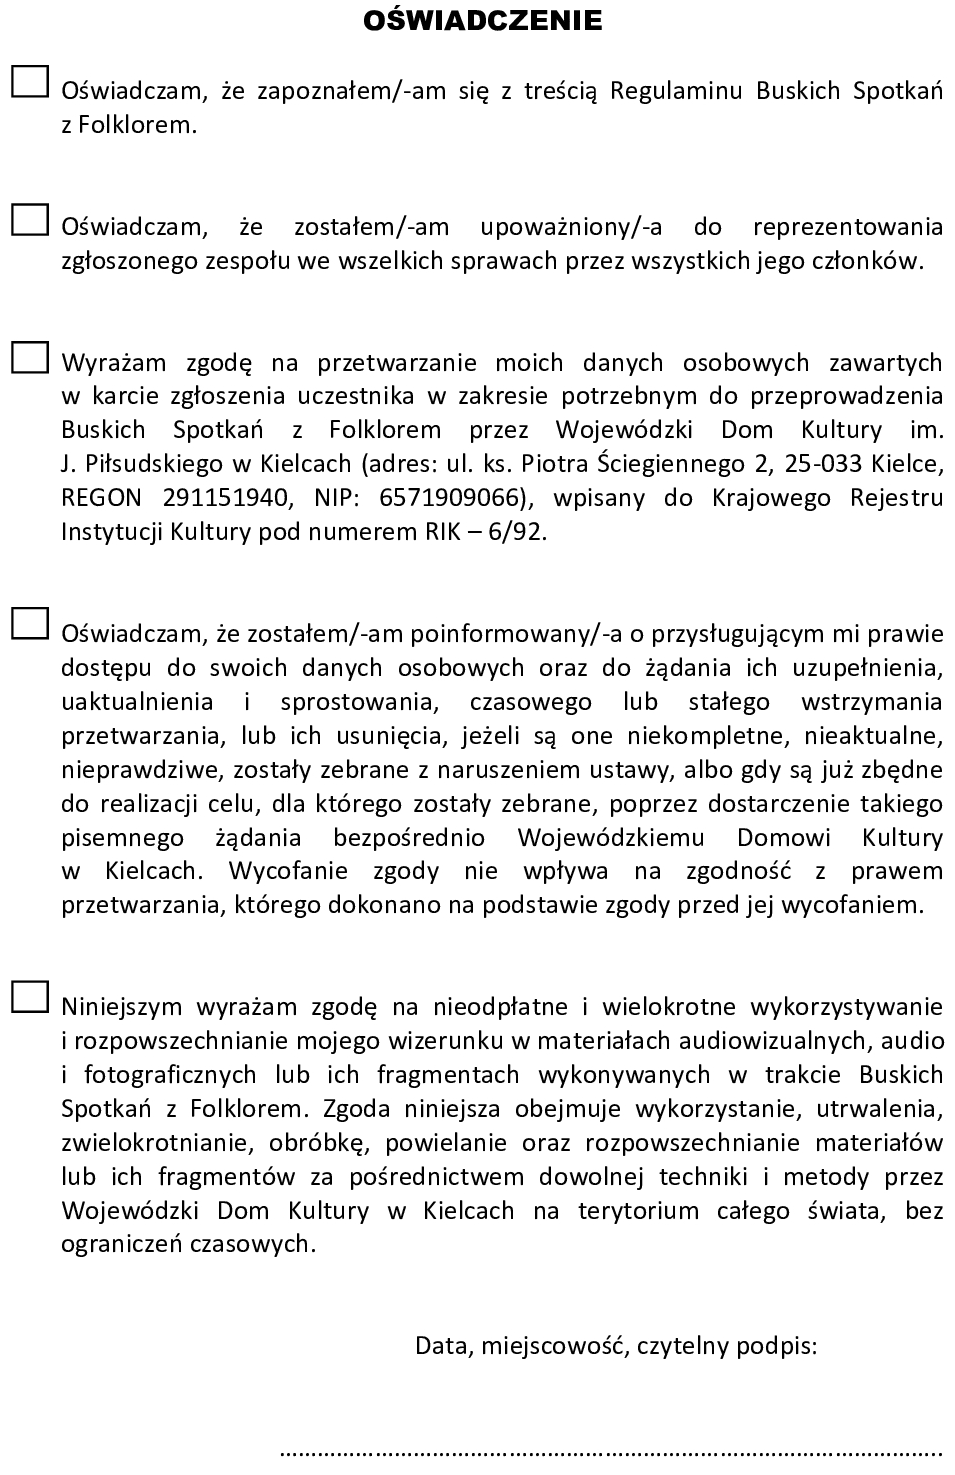 OŚWIADCZENIE
Oświadczam, że zapoznałem/-am się z treścią Regulaminu Buskich Spotkań
z Folklorem.
Oświadczam, że zostałem/-am upoważniony/-a do reprezentowania
zgłoszonego zespołu we wszelkich sprawach przez wszystkich jego członków.
Wyrażam zgodę na przetwarzanie moich danych osobowych zawartych
w karcie zgłoszenia uczestnika w zakresie potrzebnym do przeprowadzenia
Buskich Spotkań z Folklorem przez Wojewódzki Dom Kultury im.
J. Piłsudskiego w Kielcach (adres: ul. ks. Piotra Ściegiennego 2, 25-033 Kielce,
REGON 291151940, NIP: 6571909066), wpisany do Krajowego Rejestru
Instytucji Kultury pod numerem RIK – 6/92.
Oświadczam, że zostałem/-am poinformowany/-a o przysługującym mi prawie
dostępu do swoich danych osobowych oraz do żądania ich uzupełnienia,
uaktualnienia i sprostowania, czasowego lub stałego wstrzymania
przetwarzania, lub ich usunięcia, jeżeli są one niekompletne, nieaktualne,
nieprawdziwe, zostały zebrane z naruszeniem ustawy, albo gdy są już zbędne
do realizacji celu, dla którego zostały zebrane, poprzez dostarczenie takiego
pisemnego żądania bezpośrednio Wojewódzkiemu Domowi Kultury
w Kielcach. Wycofanie zgody nie wpływa na zgodność z prawem
przetwarzania, którego dokonano na podstawie zgody przed jej wycofaniem.
Niniejszym wyrażam zgodę na nieodpłatne i wielokrotne wykorzystywanie
i rozpowszechnianie mojego wizerunku w materiałach audiowizualnych, audio
i fotograficznych lub ich fragmentach wykonywanych w trakcie Buskich
Spotkań z Folklorem. Zgoda niniejsza obejmuje wykorzystanie, utrwalenia,
zwielokrotnianie, obróbkę, powielanie oraz rozpowszechnianie materiałów
lub ich fragmentów za pośrednictwem dowolnej techniki i metody przez
Wojewódzki Dom Kultury w Kielcach na terytorium całego świata, bez
ograniczeń czasowych.
Data, miejscowość, czytelny podpis:
……………………………………………………………………………………………..